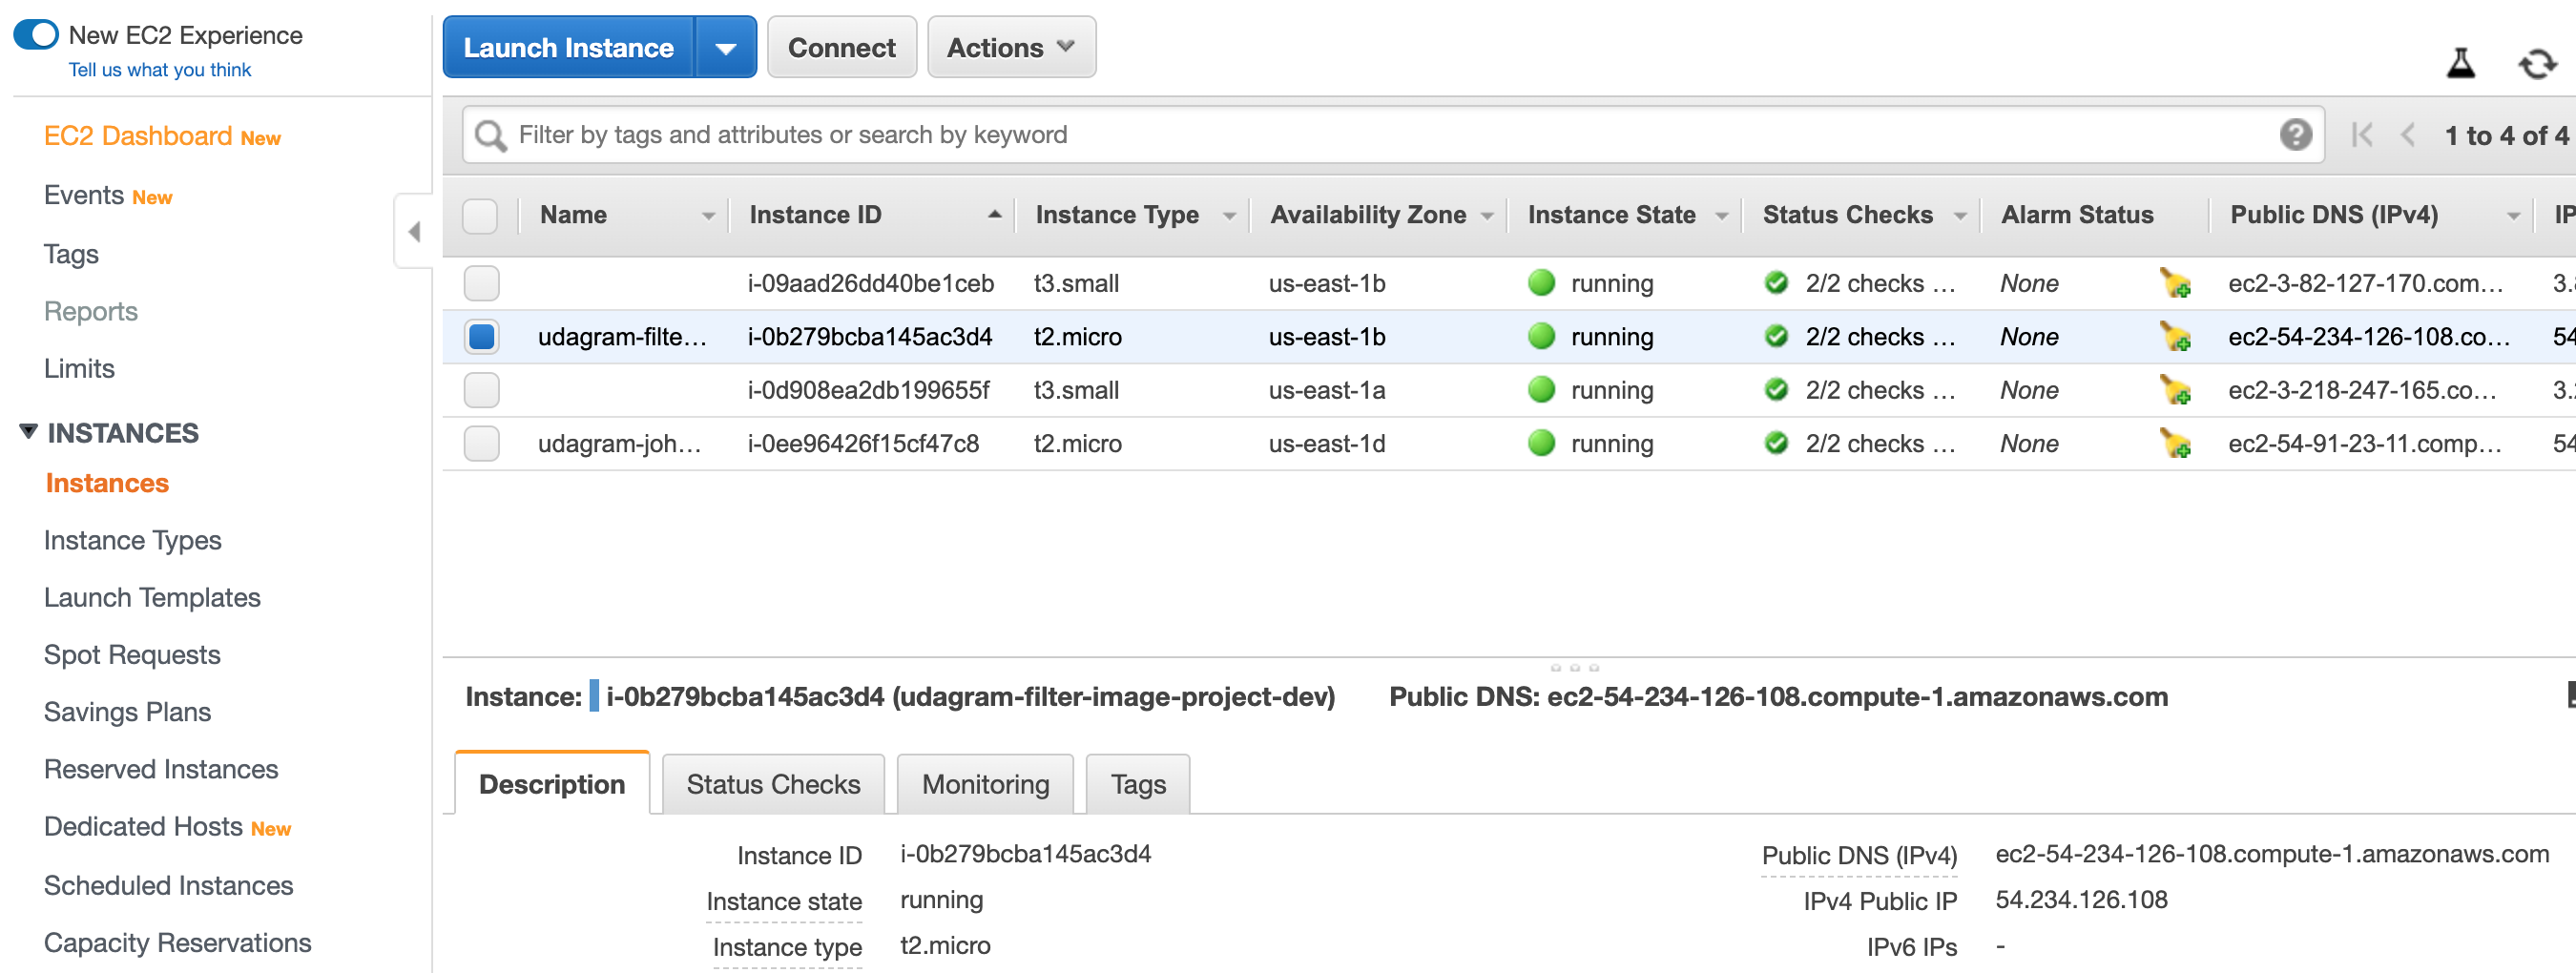 New EC2 Experience
Tell us what you think
EC2 Dashboard New
Events New
Tags
Reports
Limits
INSTANCES
Instances
Instance Types
Launch Templates
Spot Requests
Savings Plans
Reserved Instances
Dedicated Hosts New
Scheduled Instances
Capacity Reservations
Launch Instance Connect Actions
Filter by tags and attributes or search by keyword ? 1 to 4 of 4
Name Instance ID Instance Type Availability Zone Instance State Status Checks Alarm Status Public DNS (IPv4) IP
i-09aad26dd40be1ceb t3.small us-east-1b running 2/2 checks ... None ec2-3-82-127-170.com... 3.
udagram-filte... i-0b279bcba145ac3d4 t2.micro us-east-1b running 2/2 checks ... None ec2-54-234-126-108.co... 54
i-0d908ea2db199655f t3.small us-east-1a running 2/2 checks ... None ec2-3-218-247-165.co... 3.
udagram-joh... i-0ee96426f15cf47c8 t2.micro us-east-1d running 2/2 checks ... None ec2-54-91-23-11.comp... 54
Instance: i-0b279bcba145ac3d4 (udagram-filter-image-project-dev) Public DNS: ec2-54-234-126-108.compute-1.amazonaws.com
Description Status Checks Monitoring Tags
Instance ID i-0b279bcba145ac3d4 Public DNS (IPv4) ec2-54-234-126-108.compute-1.amazonaws.com
Instance state running IPv4 Public IP 54.234.126.108
Instance type t2.micro IPv6 IPs -